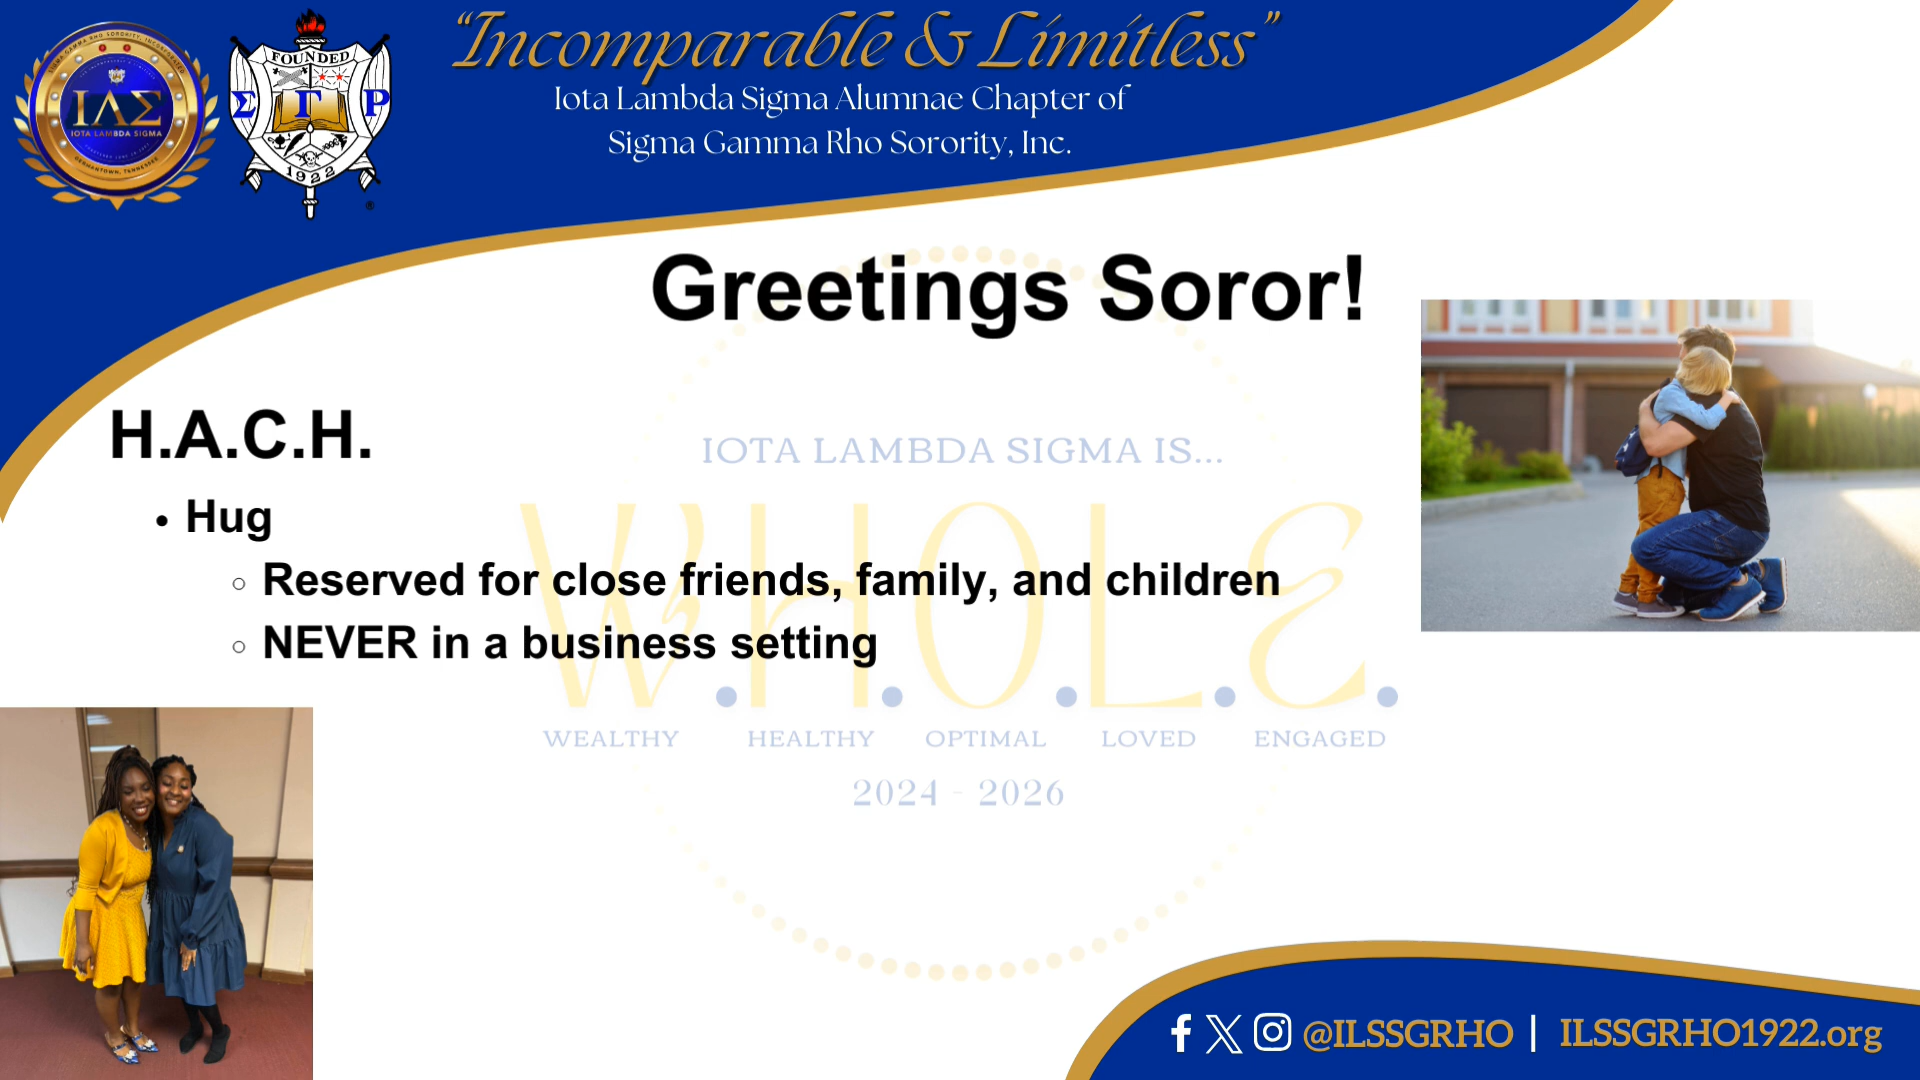 “Incomparable & Limitless”
Iota Lambda Sigma Alumnae Chapter of
Sigma Gamma Rho Sorority, Inc.
ΙΛΣ
IOTA LAMBDA SIGMA
GERMANTOWN, TENNESSEE
FOUNDED
Σ Γ Ρ
1922
®
Greetings Soror!
H.A.C.H.
• Hug
○ Reserved for close friends, family, and children
○ NEVER in a business setting
IOTA LAMBDA SIGMA IS...
W.H.O.L.E.
WEALTHY HEALTHY OPTIMAL LOVED ENGAGED
2024 - 2026
@ILSSGRHO | ILSSGRHO1922.org